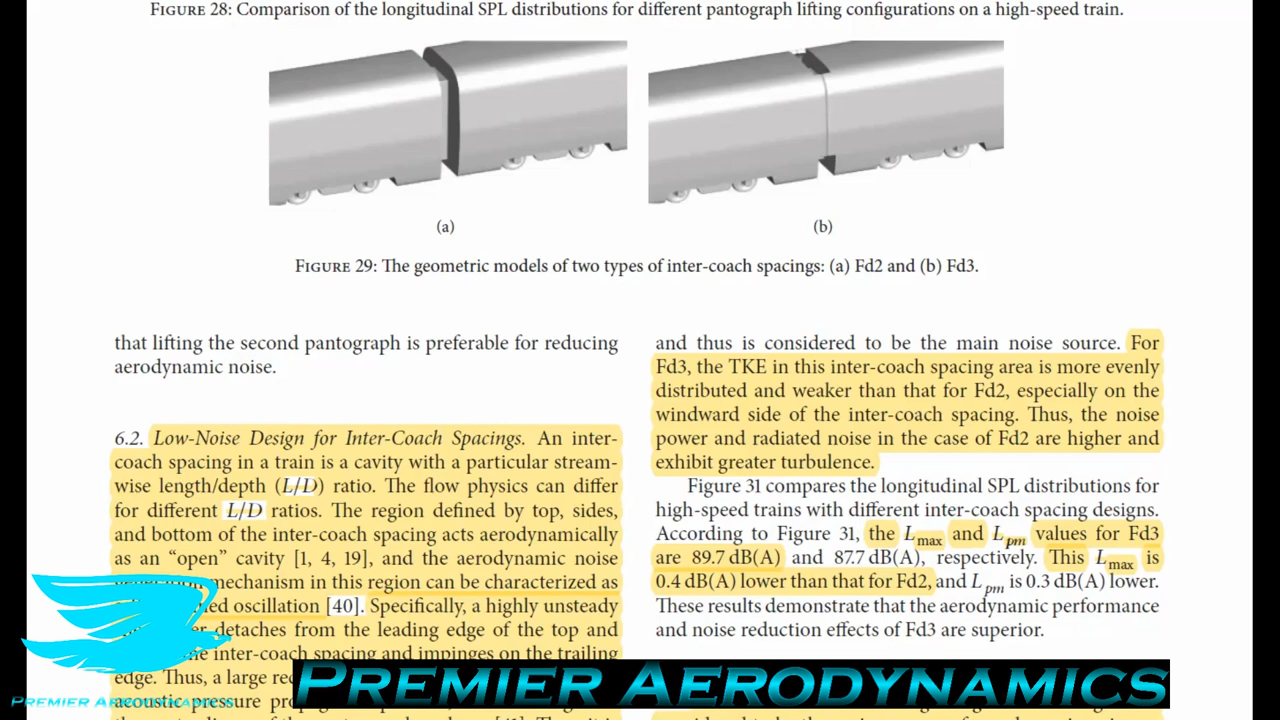 FIGURE 28: Comparison of the longitudinal SPL distributions for different pantograph lifting configurations on a high-speed train.
(a)
(b)
FIGURE 29: The geometric models of two types of inter-coach spacings: (a) Fd2 and (b) Fd3.
that lifting the second pantograph is preferable for reducing
aerodynamic noise.
6.2. Low-Noise Design for Inter-Coach Spacings. An inter-
coach spacing in a train is a cavity with a particular stream-
wise length/depth (L/D) ratio. The flow physics can differ
for different L/D ratios. The region defined by top, sides,
and bottom of the inter-coach spacing acts aerodynamically
as an “open” cavity [1, 4, 19], and the aerodynamic noise
mechanism in this region can be characterized as
oscillation [40]. Specifically, a highly unsteady
detaches from the leading edge of the top and
inter-coach spacing and impinges on the trailing
edge. Thus, a large
acoustic pressure
and thus is considered to be the main noise source. For
Fd3, the TKE in this inter-coach spacing area is more evenly
distributed and weaker than that for Fd2, especially on the
windward side of the inter-coach spacing. Thus, the noise
power and radiated noise in the case of Fd2 are higher and
exhibit greater turbulence.
Figure 31 compares the longitudinal SPL distributions for
high-speed trains with different inter-coach spacing designs.
According to Figure 31, the Lmax and Lpm values for Fd3
are 89.7 dB(A) and 87.7 dB(A), respectively. This Lmax is
0.4 dB(A) lower than that for Fd2, and Lpm is 0.3 dB(A) lower.
These results demonstrate that the aerodynamic performance
and noise reduction effects of Fd3 are superior.
PREMIER AERODYNAMICS
PREMIER AERODYNAMICS